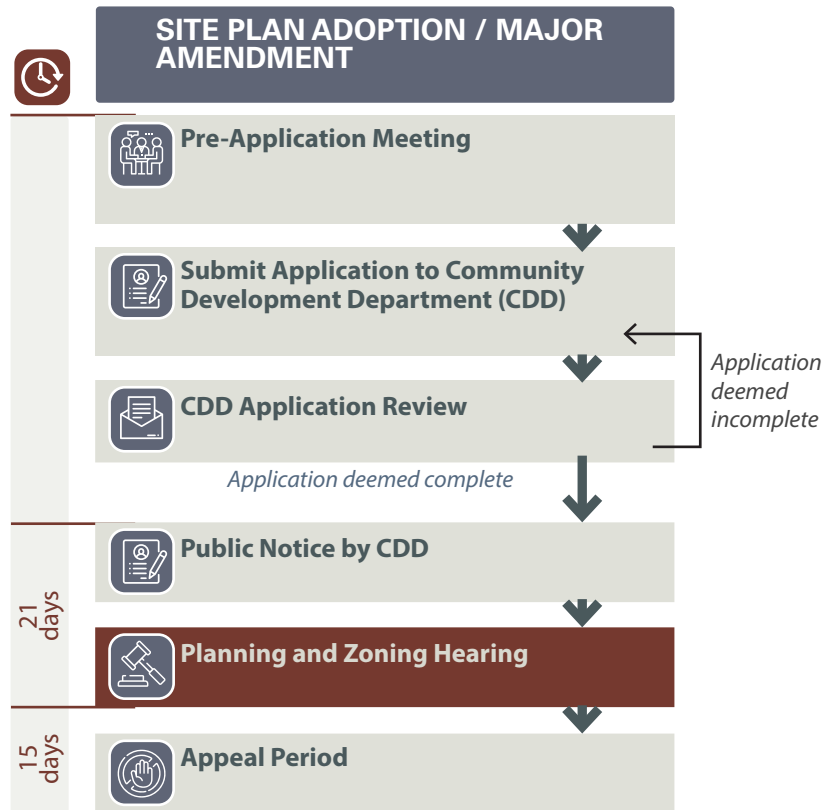 SITE PLAN ADOPTION / MAJOR
AMENDMENT
Pre-Application Meeting
Submit Application to Community
Development Department (CDD)
Application
deemed
incomplete
CDD Application Review
Application deemed complete
Public Notice by CDD
21
days
Planning and Zoning Hearing
15
days
Appeal Period